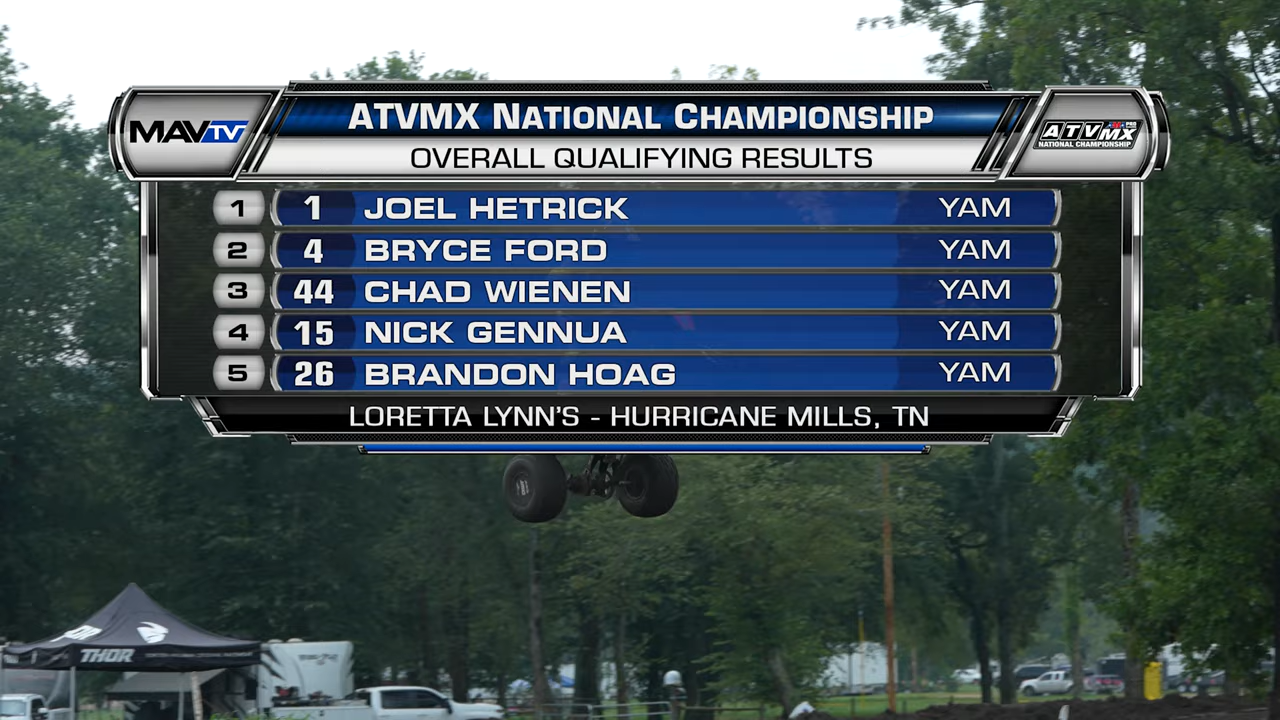 MAVTV
ATVMX NATIONAL CHAMPIONSHIP
OVERALL QUALIFYING RESULTS
ATVMX PRO
NATIONAL CHAMPIONSHIP
1 1 JOEL HETRICK YAM
2 4 BRYCE FORD YAM
3 44 CHAD WIENEN YAM
4 15 NICK GENNUA YAM
5 26 BRANDON HOAG YAM
LORETTA LYNN'S - HURRICANE MILLS, TN
THOR